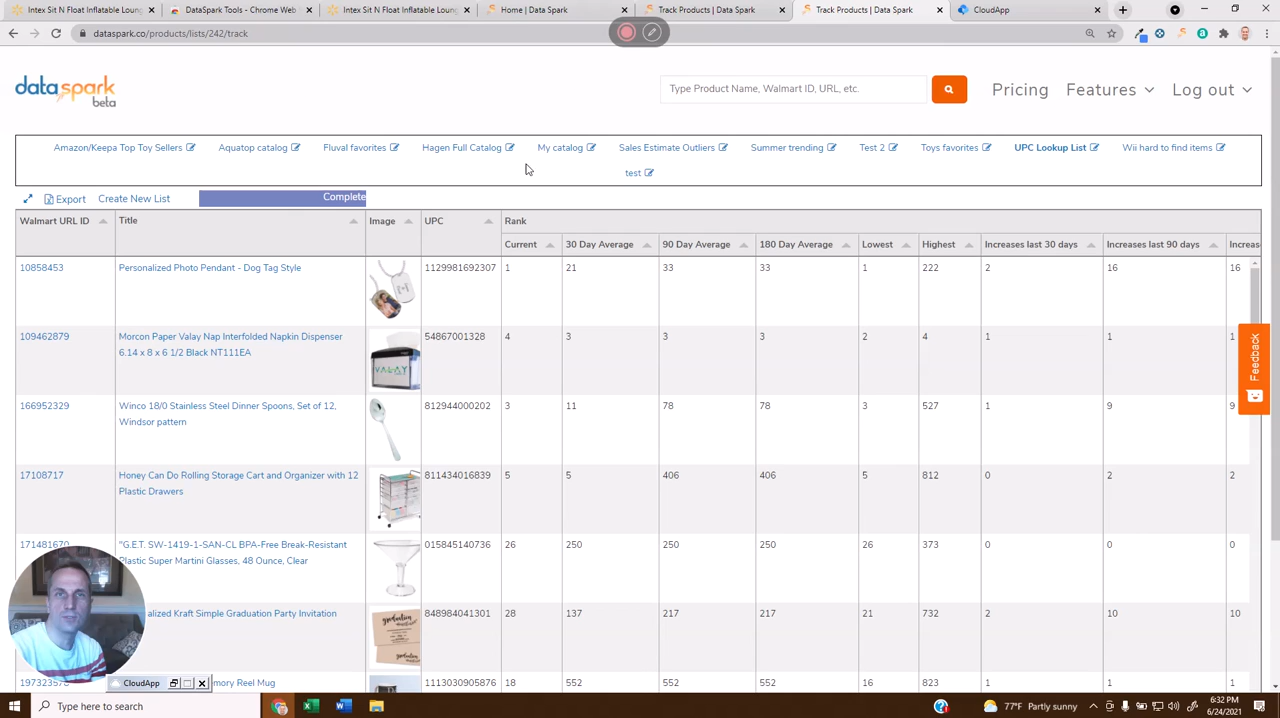 Intex Sit N Float Inflatable Loung
DataSpark Tools - Chrome Web
Intex Sit N Float Inflatable Loung
Home | Data Spark
Track Products | Data Spark
Track Products | Data Spark
CloudApp
dataspark.co/products/lists/242/track
dataspark
beta
Type Product Name, Walmart ID, URL, etc.
Pricing
Features
Log out
Amazon/Keepa Top Toy Sellers
Aquatop catalog
Fluval favorites
Hagen Full Catalog
My catalog
Sales Estimate Outliers
Summer trending
Test 2
Toys favorites
UPC Lookup List
Wii hard to find items
test
Export
Create New List
Complete
Walmart URL ID
Title
Image
UPC
Rank
Current
30 Day Average
90 Day Average
180 Day Average
Lowest
Highest
Increases last 30 days
Increases last 90 days
Increas
10858453 Personalized Photo Pendant - Dog Tag Style 1129981692307 1 21 33 33 1 222 2 16 16
109462879 Morcon Paper Valay Nap Interfolded Napkin Dispenser 54867001328 4 3 3 3 2 4 1 1 1
6.14 x 8 x 6 1/2 Black NT111EA
VALAY
166952329 Winco 18/0 Stainless Steel Dinner Spoons, Set of 12, 812944000202 3 11 78 78 3 527 1 9 9
Windsor pattern
17108717 Honey Can Do Rolling Storage Cart and Organizer with 12 811434016839 5 5 406 406 5 812 0 2 2
Plastic Drawers
171481670 "G.E.T. SW-1419-1-SAN-CL BPA-Free Break-Resistant 015845140736 26 250 250 250 26 373 0 0 0
Plastic Super Martini Glasses, 48 Ounce, Clear
alized Kraft Simple Graduation Party Invitation 848984041301 28 137 217 217 21 732 2 10 10
graduation
mory Reel Mug 1113030905876 18 552 552 552 16 823 1 1 1
Feedback
CloudApp
Type here to search
77°F Partly sunny
6:32 PM
6/24/2021